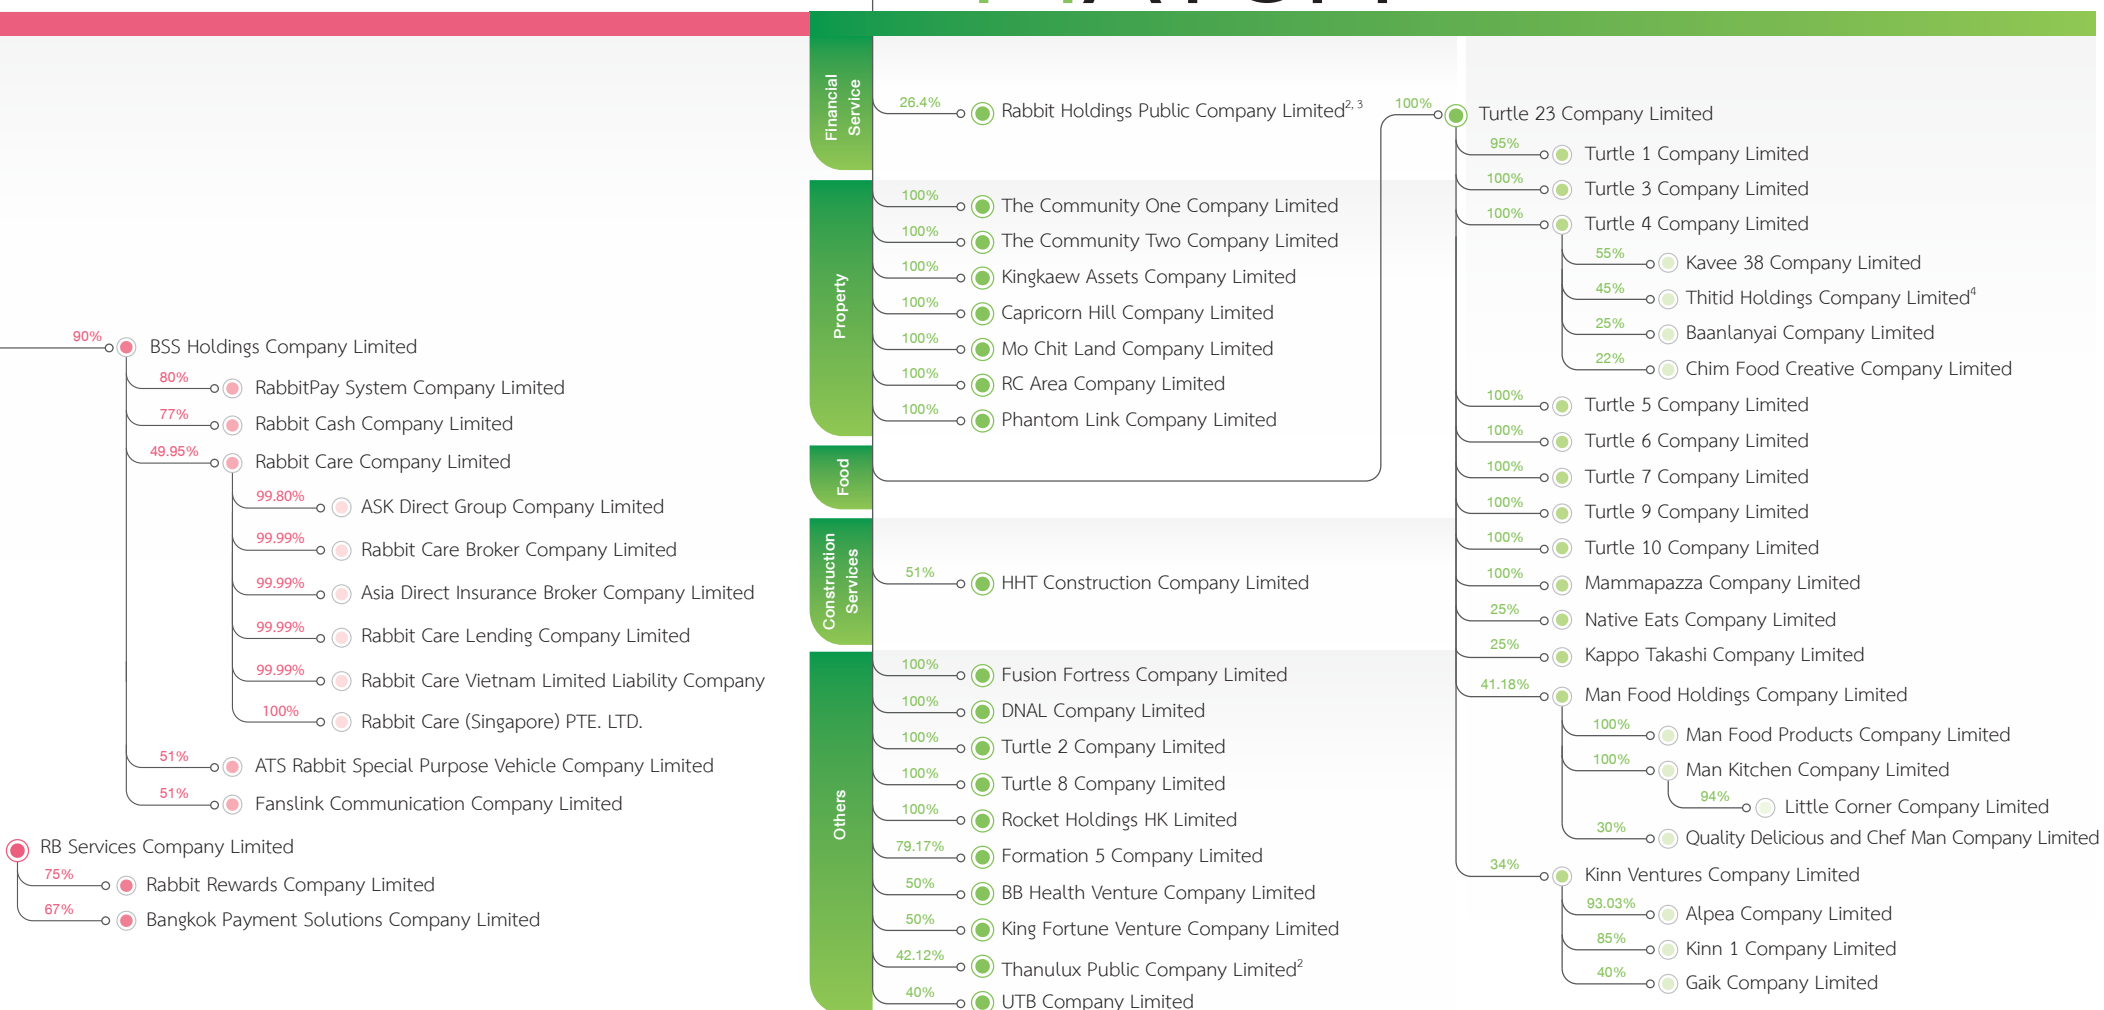 90%
BSS Holdings Company Limited
80%
RabbitPay System Company Limited
77%
Rabbit Cash Company Limited
49.95%
Rabbit Care Company Limited
99.80%
ASK Direct Group Company Limited
99.99%
Rabbit Care Broker Company Limited
99.99%
Asia Direct Insurance Broker Company Limited
99.99%
Rabbit Care Lending Company Limited
99.99%
Rabbit Care Vietnam Limited Liability Company
100%
Rabbit Care (Singapore) PTE. LTD.
51%
ATS Rabbit Special Purpose Vehicle Company Limited
51%
Fanslink Communication Company Limited
RB Services Company Limited
75%
Rabbit Rewards Company Limited
67%
Bangkok Payment Solutions Company Limited
Financial
Service
26.4%
Rabbit Holdings Public Company Limited2, 3
Property
100%
The Community One Company Limited
100%
The Community Two Company Limited
100%
Kingkaew Assets Company Limited
100%
Capricorn Hill Company Limited
100%
Mo Chit Land Company Limited
100%
RC Area Company Limited
100%
Phantom Link Company Limited
Food
Construction
Services
51%
HHT Construction Company Limited
Others
100%
Fusion Fortress Company Limited
100%
DNAL Company Limited
100%
Turtle 2 Company Limited
100%
Turtle 8 Company Limited
100%
Rocket Holdings HK Limited
79.17%
Formation 5 Company Limited
50%
BB Health Venture Company Limited
50%
King Fortune Venture Company Limited
42.12%
Thanulux Public Company Limited2
40%
UTB Company Limited
100%
Turtle 23 Company Limited
95%
Turtle 1 Company Limited
100%
Turtle 3 Company Limited
100%
Turtle 4 Company Limited
55%
Kavee 38 Company Limited
45%
Thitid Holdings Company Limited4
25%
Baanlanyai Company Limited
22%
Chim Food Creative Company Limited
100%
Turtle 5 Company Limited
100%
Turtle 6 Company Limited
100%
Turtle 7 Company Limited
100%
Turtle 9 Company Limited
100%
Turtle 10 Company Limited
100%
Mammapazza Company Limited
25%
Native Eats Company Limited
25%
Kappo Takashi Company Limited
41.18%
Man Food Holdings Company Limited
100%
Man Food Products Company Limited
100%
Man Kitchen Company Limited
94%
Little Corner Company Limited
30%
Quality Delicious and Chef Man Company Limited
34%
Kinn Ventures Company Limited
93.03%
Alpea Company Limited
85%
Kinn 1 Company Limited
40%
Gaik Company Limited